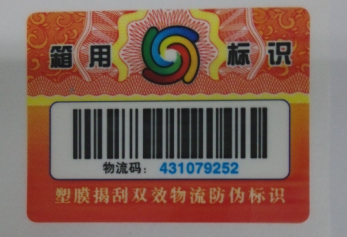 箱用 标识
物流码： 431079252
塑膜揭刮双效物流防伪标识